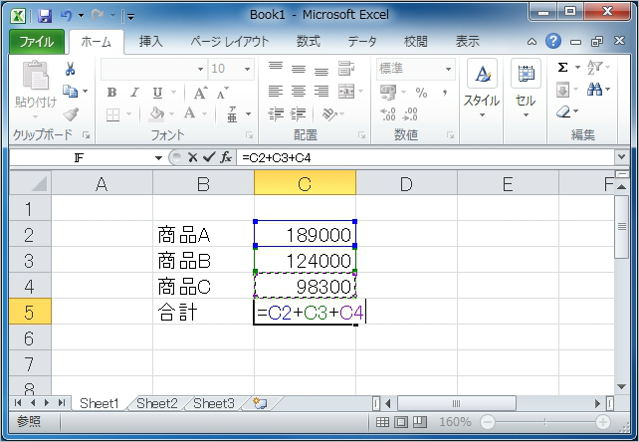 Book1 - Microsoft Excel
ファイル ホーム 挿入 ページ レイアウト 数式 データ 校閲 表示
10 標準
貼り付け B I U A A 亜 % , スタイル セル Σ
クリップボード フォント 配置 数値 編集
IF =C2+C3+C4
A B C D E F
1
2 商品A 189000
3 商品B 124000
4 商品C 98300
5 合計 =C2+C3+C4
6
7
8
Sheet1 Sheet2 Sheet3
参照 160%